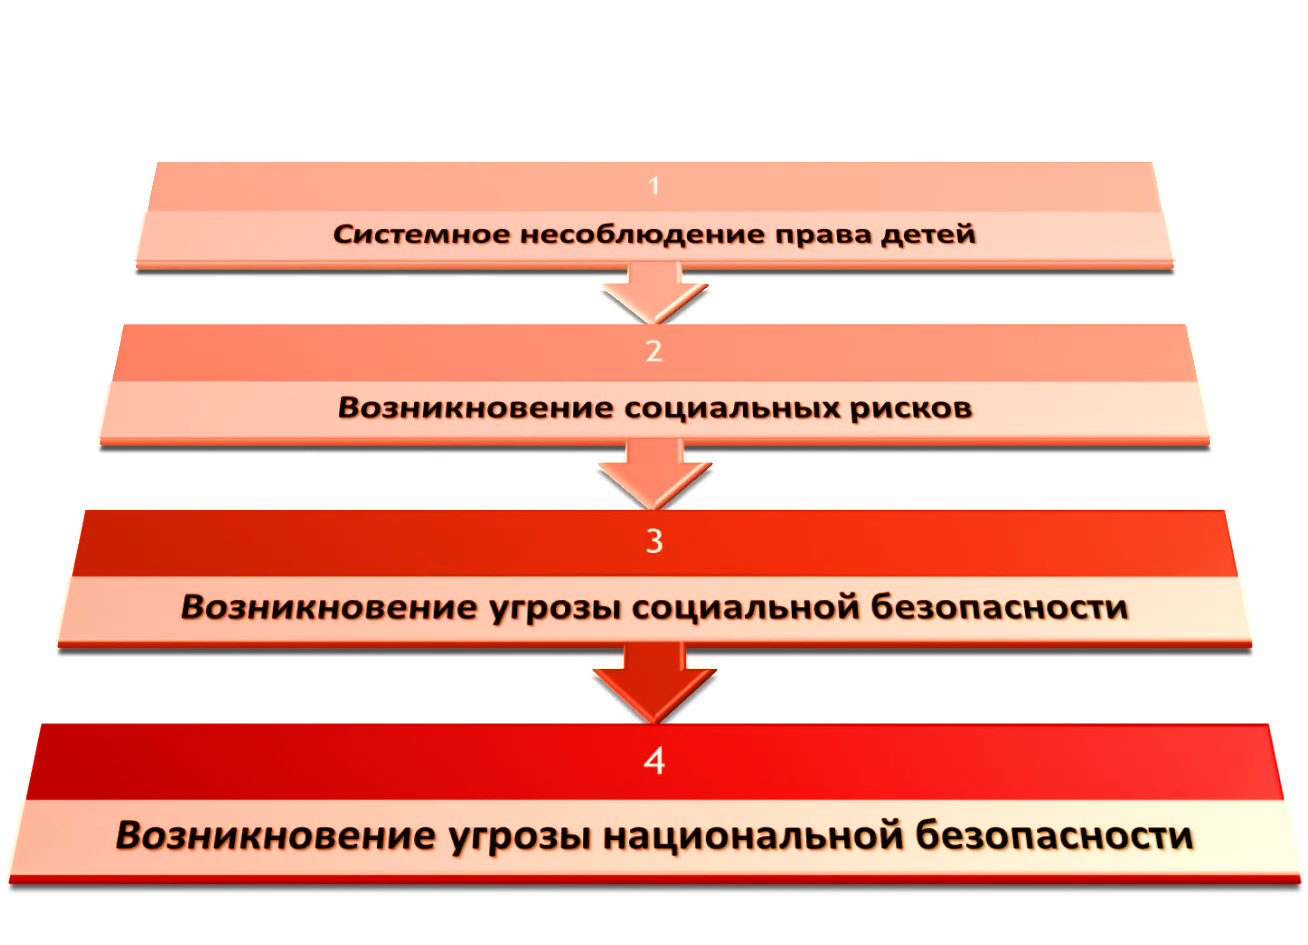 1
Системное несоблюдение права детей
2
Возникновение социальных рисков
3
Возникновение угрозы социальной безопасности
4
Возникновение угрозы национальной безопасности